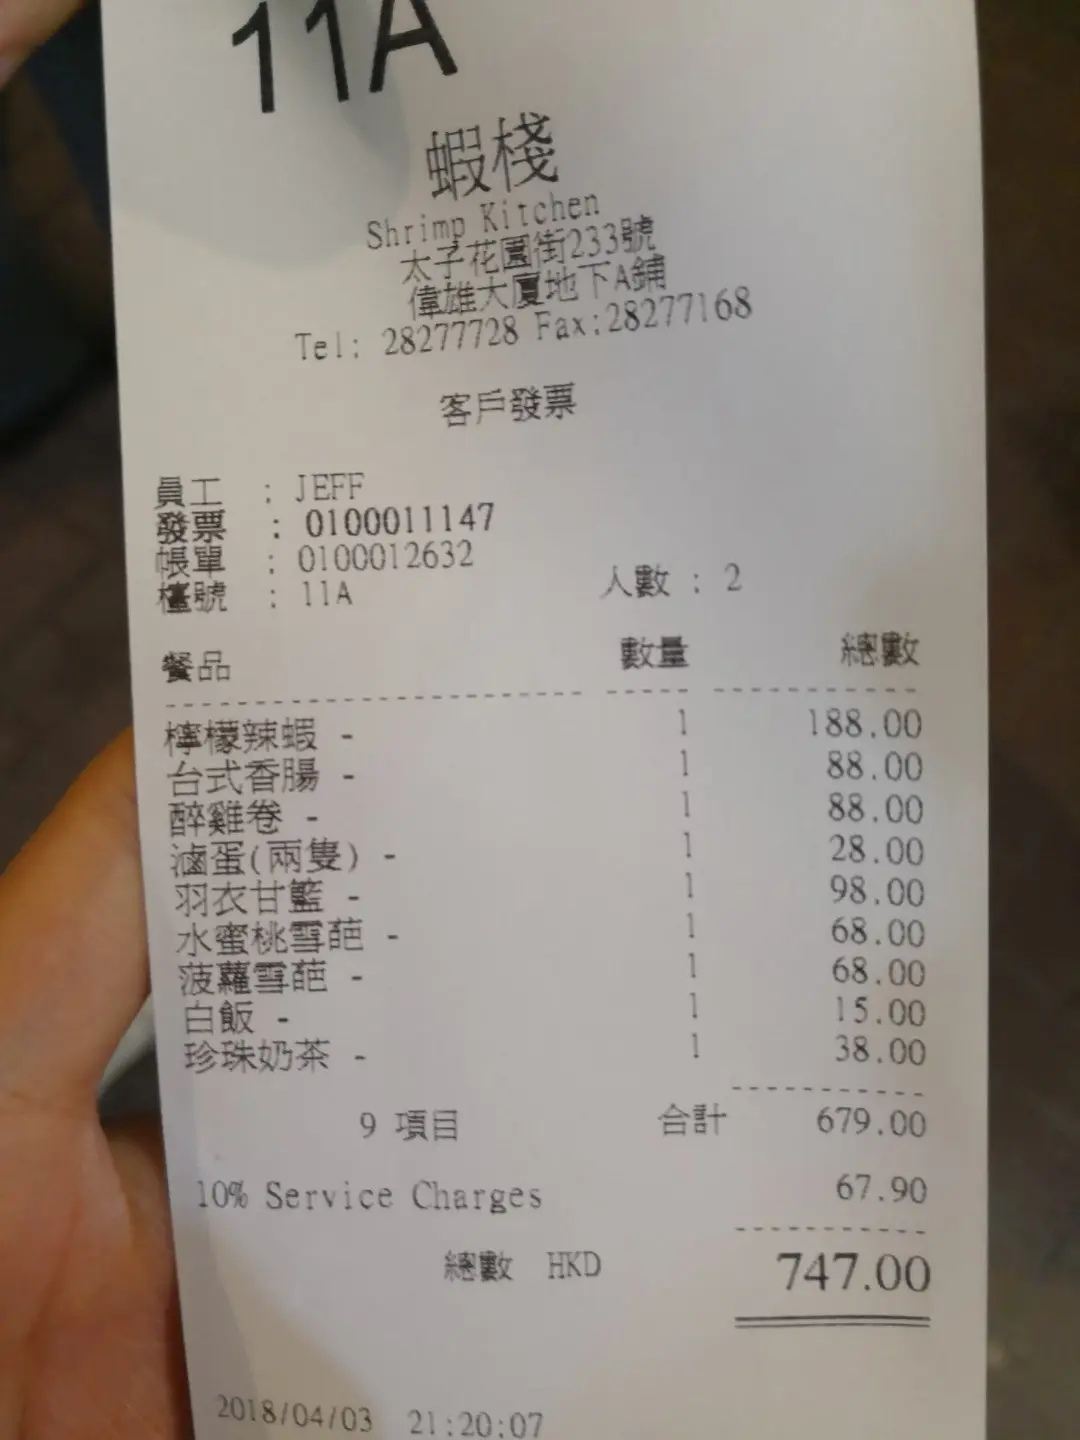 11A
蝦棧
Shrimp Kitchen
太子花園街233號
偉雄大廈地下A鋪
Tel: 28277728 Fax:28277168
客戶發票
員工 : JEFF
發票 : 0100011147
帳單 : 0100012632
檯號 : 11A 人數 : 2
餐品 數量 總數
檸檬辣蝦 - 1 188.00
台式香腸 - 1 88.00
醉雞卷 - 1 88.00
滷蛋(兩隻) - 1 28.00
羽衣甘籃 - 1 98.00
水蜜桃雪葩 - 1 68.00
菠蘿雪葩 - 1 68.00
白飯 - 1 15.00
珍珠奶茶 - 1 38.00
9 項目 合計 679.00
10% Service Charges 67.90
總數 HKD 747.00
2018/04/03 21:20:07